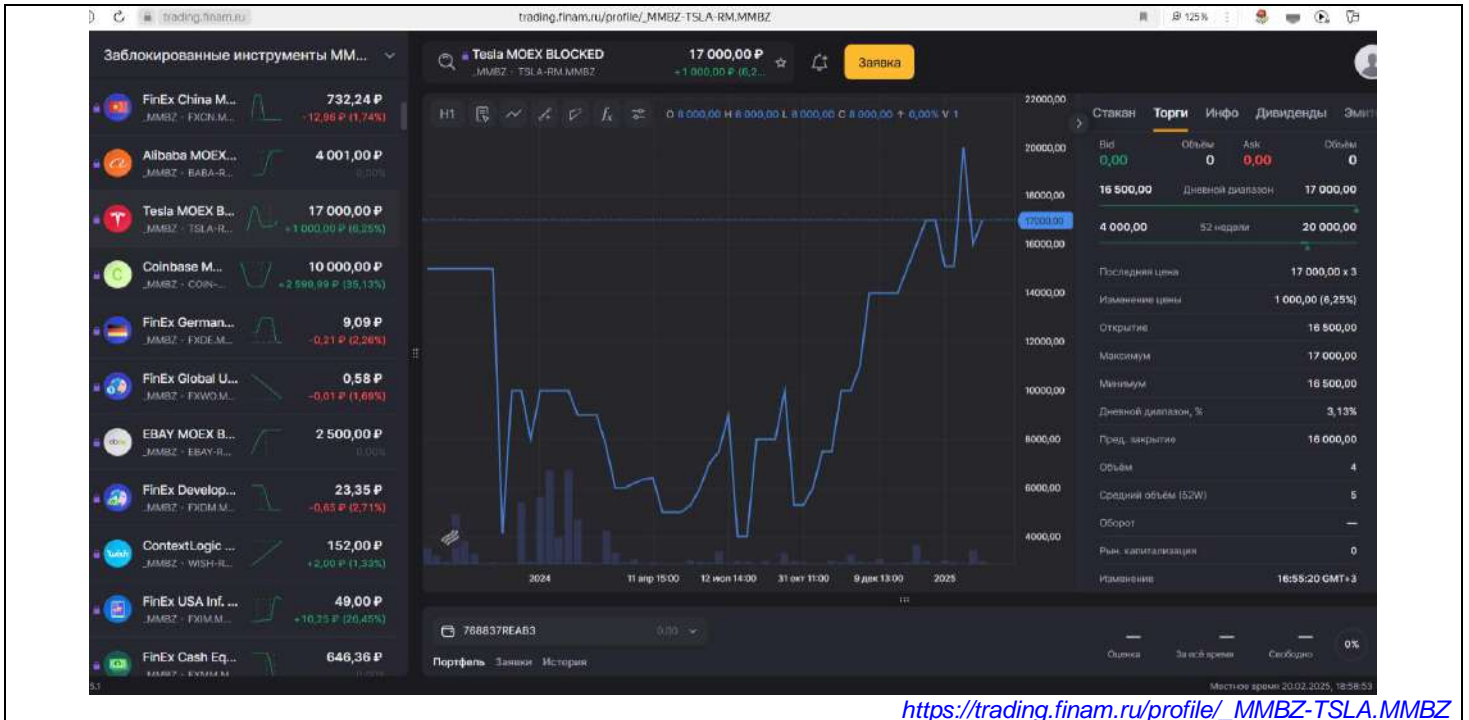 trading.finam.ru
trading.finam.ru/profile/_MMBZ-TSLA-RM.MMBZ
125 %
Заблокированные инструменты MM...
FinEx China M... 732,24 ₽
_MMBZ · FXCN.M... -12,96 ₽ (1,74%)
Alibaba MOEX... 4 001,00 ₽
_MMBZ · BABA-R... 0,00%
Tesla MOEX B... 17 000,00 ₽
_MMBZ · TSLA-R... +1 000,00 ₽ (6,25%)
Coinbase M... 10 000,00 ₽
_MMBZ · COIN-... +2 599,99 ₽ (35,13%)
FinEx German... 9,09 ₽
_MMBZ · FXDE.M... -0,21 ₽ (2,26%)
FinEx Global U... 0,58 ₽
_MMBZ · FXWO.M... -0,01 ₽ (1,69%)
EBAY MOEX B... 2 500,00 ₽
_MMBZ · EBAY-R... 0,00%
FinEx Develop... 23,35 ₽
_MMBZ · FXDM.M... -0,65 ₽ (2,71%)
ContextLogic ... 152,00 ₽
_MMBZ · WISH-R... +2,00 ₽ (1,33%)
FinEx USA Inf. ... 49,00 ₽
_MMBZ · FXIM.M... +10,25 ₽ (26,45%)
FinEx Cash Eq... 646,36 ₽
Tesla MOEX BLOCKED 17 000,00 ₽
_MMBZ · TSLA-RM.MMBZ +1 000,00 ₽ (6,2...
Заявка
H1 O 8 000,00 H 8 000,00 L 8 000,00 C 8 000,00 + 0,00% V 1
22000,00
20000,00
18000,00
17000,00
16000,00
14000,00
12000,00
10000,00
8000,00
6000,00
4000,00
2024 11 апр 15:00 12 июл 14:00 31 окт 11:00 9 дек 13:00 2025
Стакан Торги Инфо Дивиденды Эмит
Bid Объём Ask Объём
0,00 0 0,00 0
16 500,00 Дневной диапазон 17 000,00
4 000,00 52 недели 20 000,00
Последняя цена 17 000,00 x 3
Изменение цены 1 000,00 (6,25%)
Открытие 16 500,00
Максимум 17 000,00
Минимум 16 500,00
Дневной диапазон, % 3,13%
Пред. закрытие 16 000,00
Объём 4
Средний объём (52W) 5
Оборот —
Рын. капитализация 0
Изменение 16:55:20 GMT+3
768837REAB3 0,00
Портфель Заявки История
— — — 0%
Оценка За всё время Свободно
Местное время 20.02.2025, 18:56:53
https://trading.finam.ru/profile/_MMBZ-TSLA.MMBZ